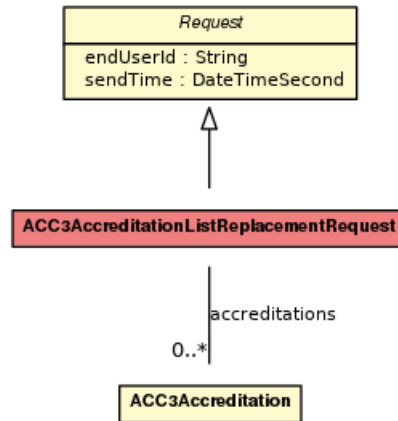 Request
endUserId : String
sendTime : DateTimeSecond
ACC3AccreditationListReplacementRequest
accreditations
0..*
ACC3Accreditation